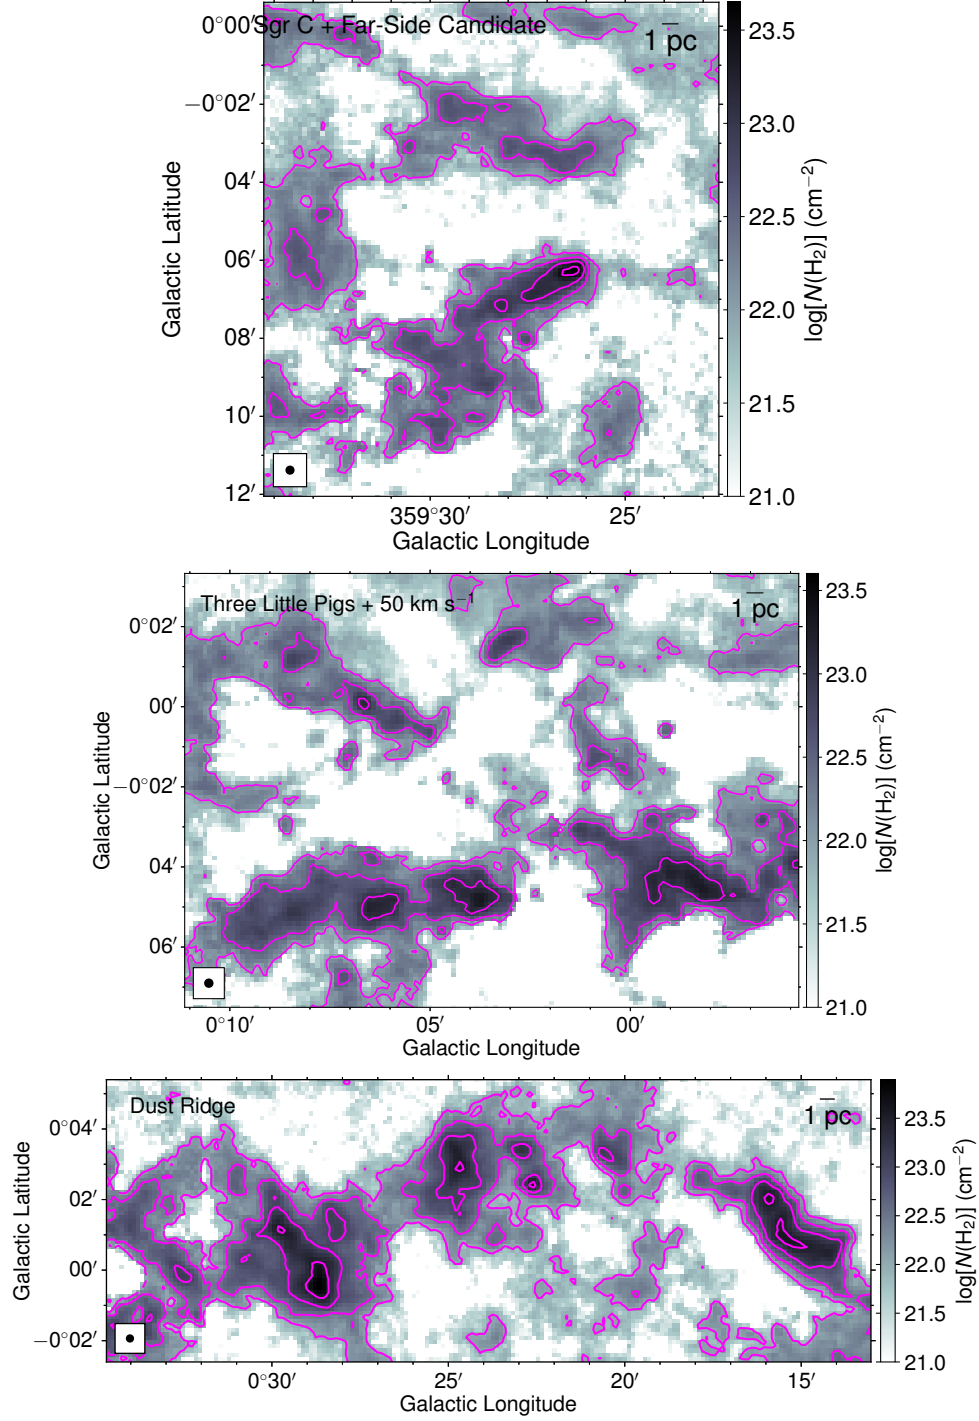 Sgr C + Far-Side Candidate
1 pc
0°00′
−0°02′
04′
06′
08′
10′
12′
Galactic Latitude
359°30′
25′
Galactic Longitude
23.5
23.0
22.5
22.0
21.5
21.0
log[N(H₂)] (cm⁻²)
Three Little Pigs + 50 km s⁻¹
1 pc
0°02′
00′
−0°02′
04′
06′
Galactic Latitude
0°10′
05′
00′
Galactic Longitude
23.5
23.0
22.5
22.0
21.5
21.0
log[N(H₂)] (cm⁻²)
Dust Ridge
1 pc
0°04′
02′
00′
−0°02′
Galactic Latitude
0°30′
25′
20′
15′
Galactic Longitude
23.5
23.0
22.5
22.0
21.5
21.0
log[N(H₂)] (cm⁻²)